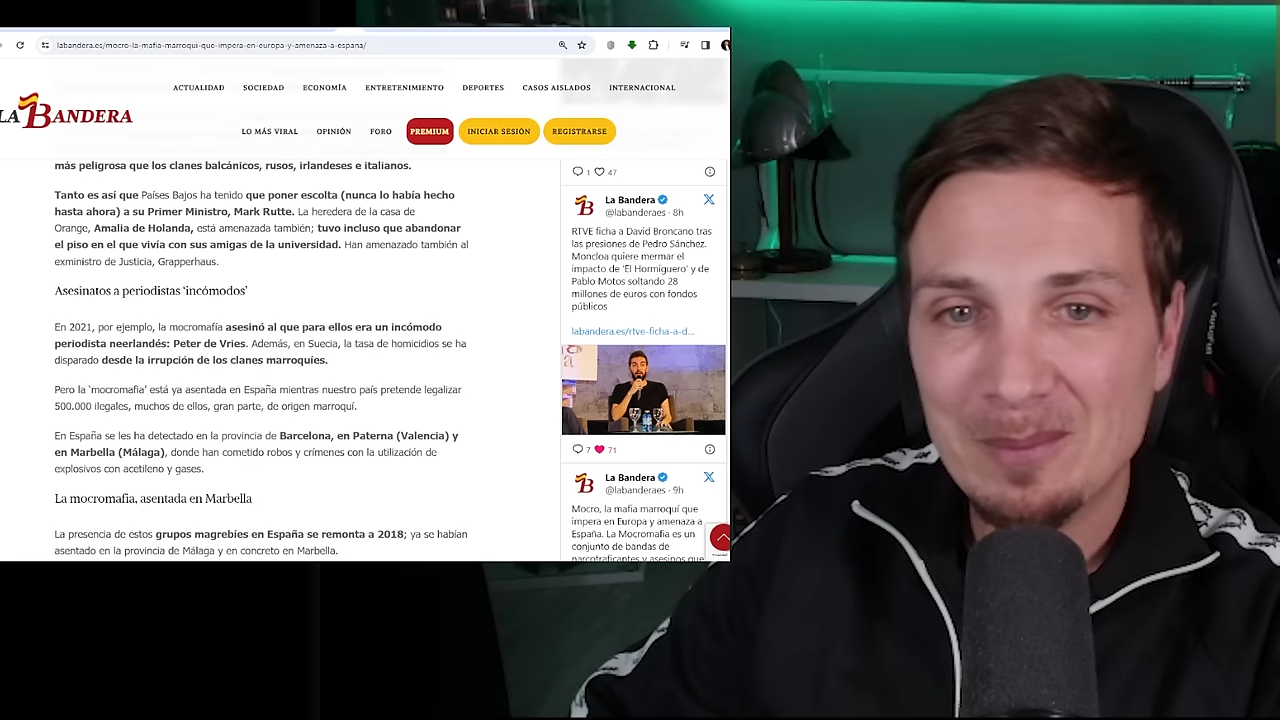 labandera.es/mocro-la-mafia-marroqui-que-impera-en-europa-y-amenaza-a-espana/
LA BANDERA
ACTUALIDAD SOCIEDAD ECONOMÍA ENTRETENIMIENTO DEPORTES CASOS AISLADOS INTERNACIONAL
LO MÁS VIRAL OPINIÓN FORO PREMIUM INICIAR SESIÓN REGISTRARSE
más peligrosa que los clanes balcánicos, rusos, irlandeses e italianos.
Tanto es así que Países Bajos ha tenido que poner escolta (nunca lo había hecho
hasta ahora) a su Primer Ministro, Mark Rutte. La heredera de la casa de
Orange, Amalia de Holanda, está amenazada también; tuvo incluso que abandonar
el piso en el que vivía con sus amigas de la universidad. Han amenazado también al
exministro de Justicia, Grapperhaus.
Asesinatos a periodistas ‘incómodos’
En 2021, por ejemplo, la mocromafía asesinó al que para ellos era un incómodo
periodista neerlandés: Peter de Vries. Además, en Suecia, la tasa de homicidios se ha
disparado desde la irrupción de los clanes marroquíes.
Pero la ‘mocromafia’ está ya asentada en España mientras nuestro país pretende legalizar
500.000 ilegales, muchos de ellos, gran parte, de origen marroquí.
En España se les ha detectado en la provincia de Barcelona, en Paterna (Valencia) y
en Marbella (Málaga), donde han cometido robos y crímenes con la utilización de
explosivos con acetileno y gases.
La mocromafia, asentada en Marbella
La presencia de estos grupos magrebíes en España se remonta a 2018; ya se habían
asentado en la provincia de Málaga y en concreto en Marbella.
1 47
La Bandera
@labanderaes · 8h
RTVE ficha a David Broncano tras
las presiones de Pedro Sánchez.
Moncloa quiere mermar el
impacto de 'El Hormiguero' y de
Pablo Motos soltando 28
millones de euros con fondos
públicos
labandera.es/rtve-ficha-a-d...
7 71
La Bandera
@labanderaes · 9h
Mocro, la mafia marroquí que
impera en Europa y amenaza a
España. La Mocromafia es un
conjunto de bandas de
narcotraficantes y asesinos que